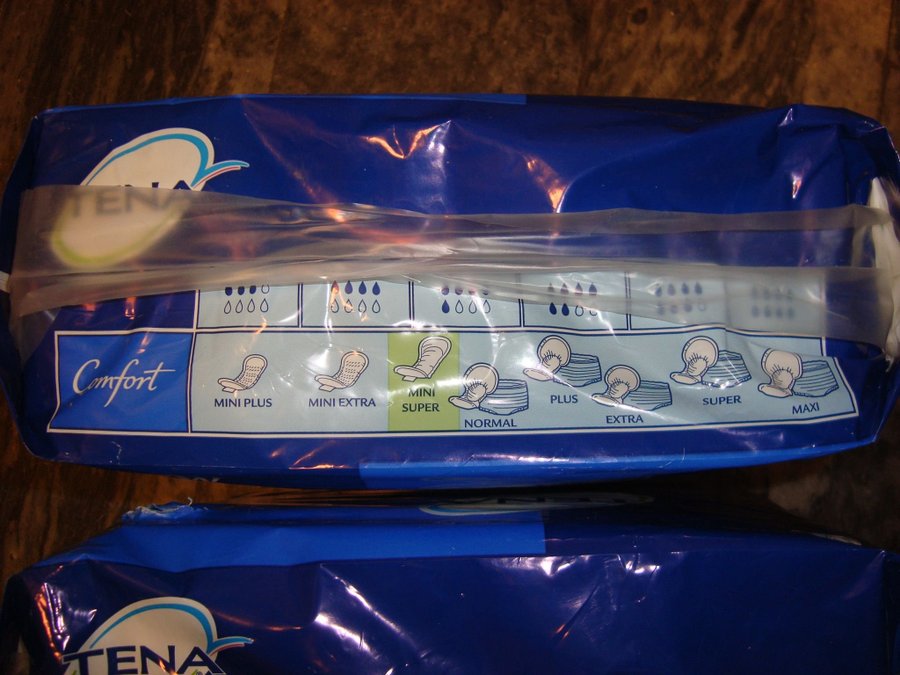 TENA
Comfort
MINI PLUS
MINI EXTRA
MINI
SUPER
NORMAL
PLUS
EXTRA
SUPER
MAXI
TENA